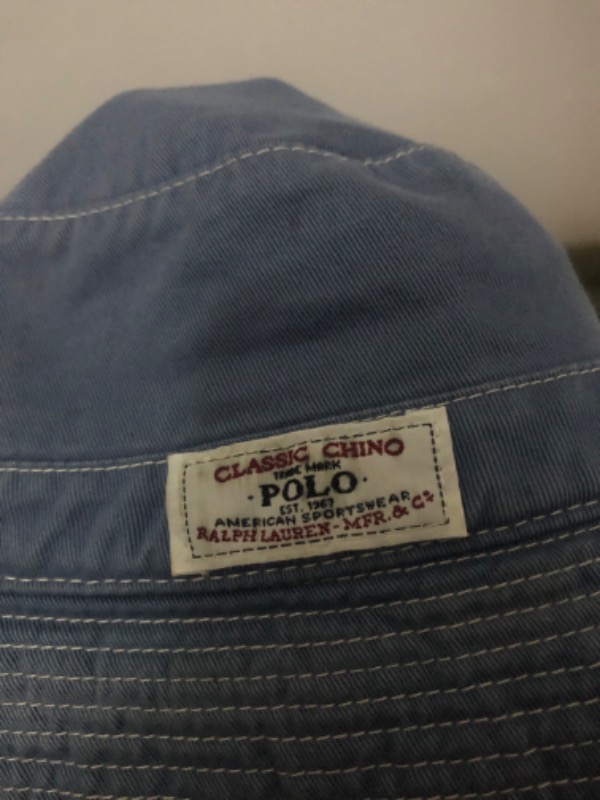 CLASSIC CHINO
TRADE MARK
· POLO ·
EST. 1967
AMERICAN SPORTSWEAR
RALPH LAUREN - MFR. & Co